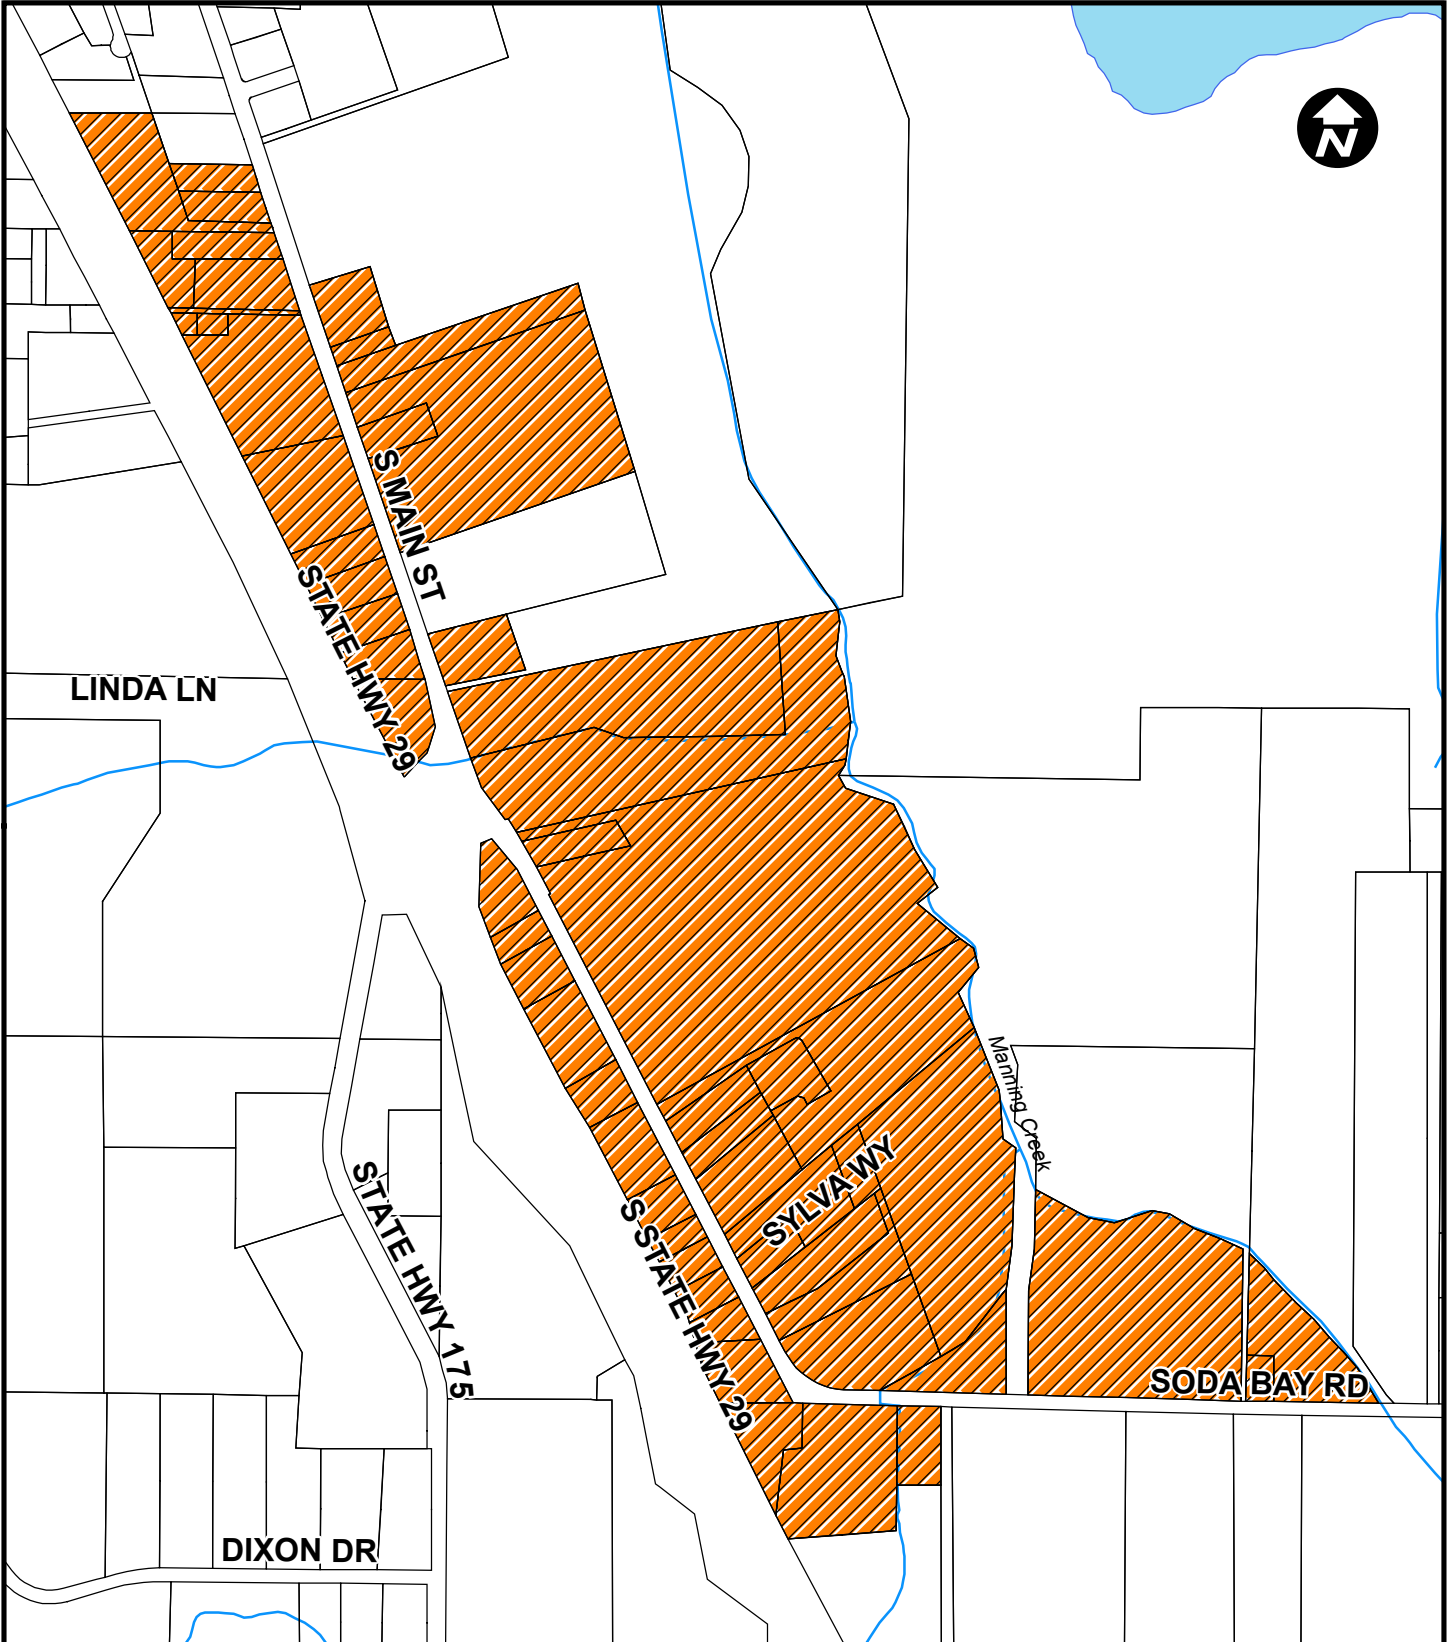 N
S MAIN ST
STATE HWY 29
LINDA LN
Manning Creek
SYLVA WY
STATE HWY 175
S STATE HWY 29
SODA BAY RD
DIXON DR